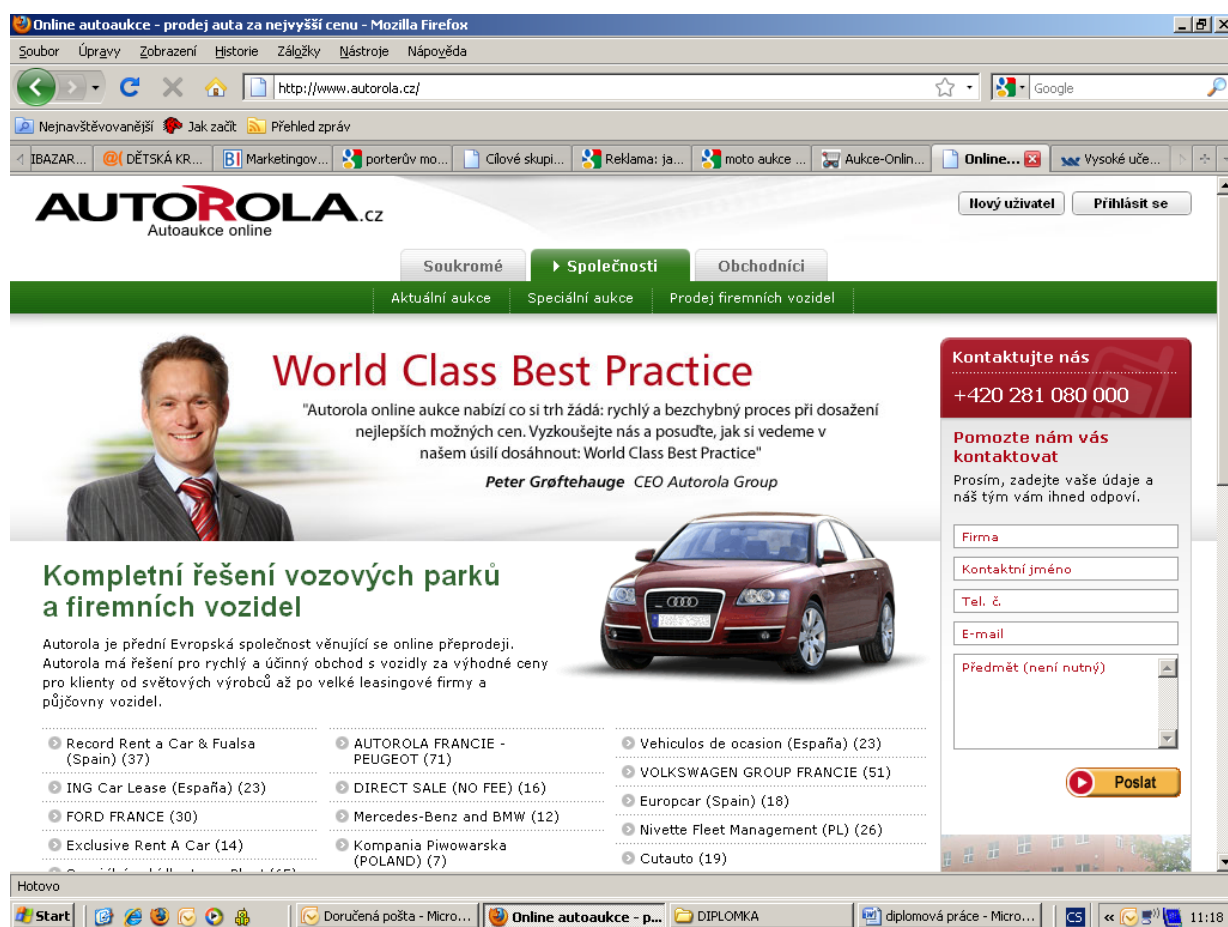 Online autoaukce - prodej auta za nejvyšší cenu - Mozilla Firefox
Soubor Úpravy Zobrazení Historie Záložky Nástroje Nápověda
http://www.autorola.cz/
Google
Nejnavštěvovanější Jak začít Přehled zpráv
IBAZAR... DĚTSKÁ KR... Marketingov... porterův mo... Cílové skupi... Reklama: ja... moto aukce ... Aukce-Onlin... Online... Vysoké uče...
AUTOROLA.cz
Autoaukce online
Nový uživatel Přihlásit se
Soukromé Společnosti Obchodníci
Aktuální aukce Speciální aukce Prodej firemních vozidel
World Class Best Practice
"Autorola online aukce nabízí co si trh žádá: rychlý a bezchybný proces při dosažení
nejlepších možných cen. Vyzkoušejte nás a posuďte, jak si vedeme v
našem úsilí dosáhnout: World Class Best Practice"
Peter Grøftehauge CEO Autorola Group
Kontaktujte nás
+420 281 080 000
Pomozte nám vás
kontaktovat
Prosím, zadejte vaše údaje a
náš tým vám ihned odpoví.
Firma
Kontaktní jméno
Tel. č.
E-mail
Předmět (není nutný)
Poslat
Kompletní řešení vozových parků
a firemních vozidel
Autorola je přední Evropská společnost věnující se online přeprodeji.
Autorola má řešení pro rychlý a účinný obchod s vozidly za výhodné ceny
pro klienty od světových výrobců až po velké leasingové firmy a
půjčovny vozidel.
Record Rent a Car & Fualsa
(Spain) (37)
ING Car Lease (España) (23)
FORD FRANCE (30)
Exclusive Rent A Car (14)
AUTOROLA FRANCIE -
PEUGEOT (71)
DIRECT SALE (NO FEE) (16)
Mercedes-Benz and BMW (12)
Kompania Piwowarska
(POLAND) (7)
Vehiculos de ocasion (España) (23)
VOLKSWAGEN GROUP FRANCIE (51)
Europcar (Spain) (18)
Nivette Fleet Management (PL) (26)
Cutauto (19)
Hotovo
Start Doručená pošta - Micro... Online autoaukce - p... DIPLOMKA diplomová práce - Micro... CS « 11:18